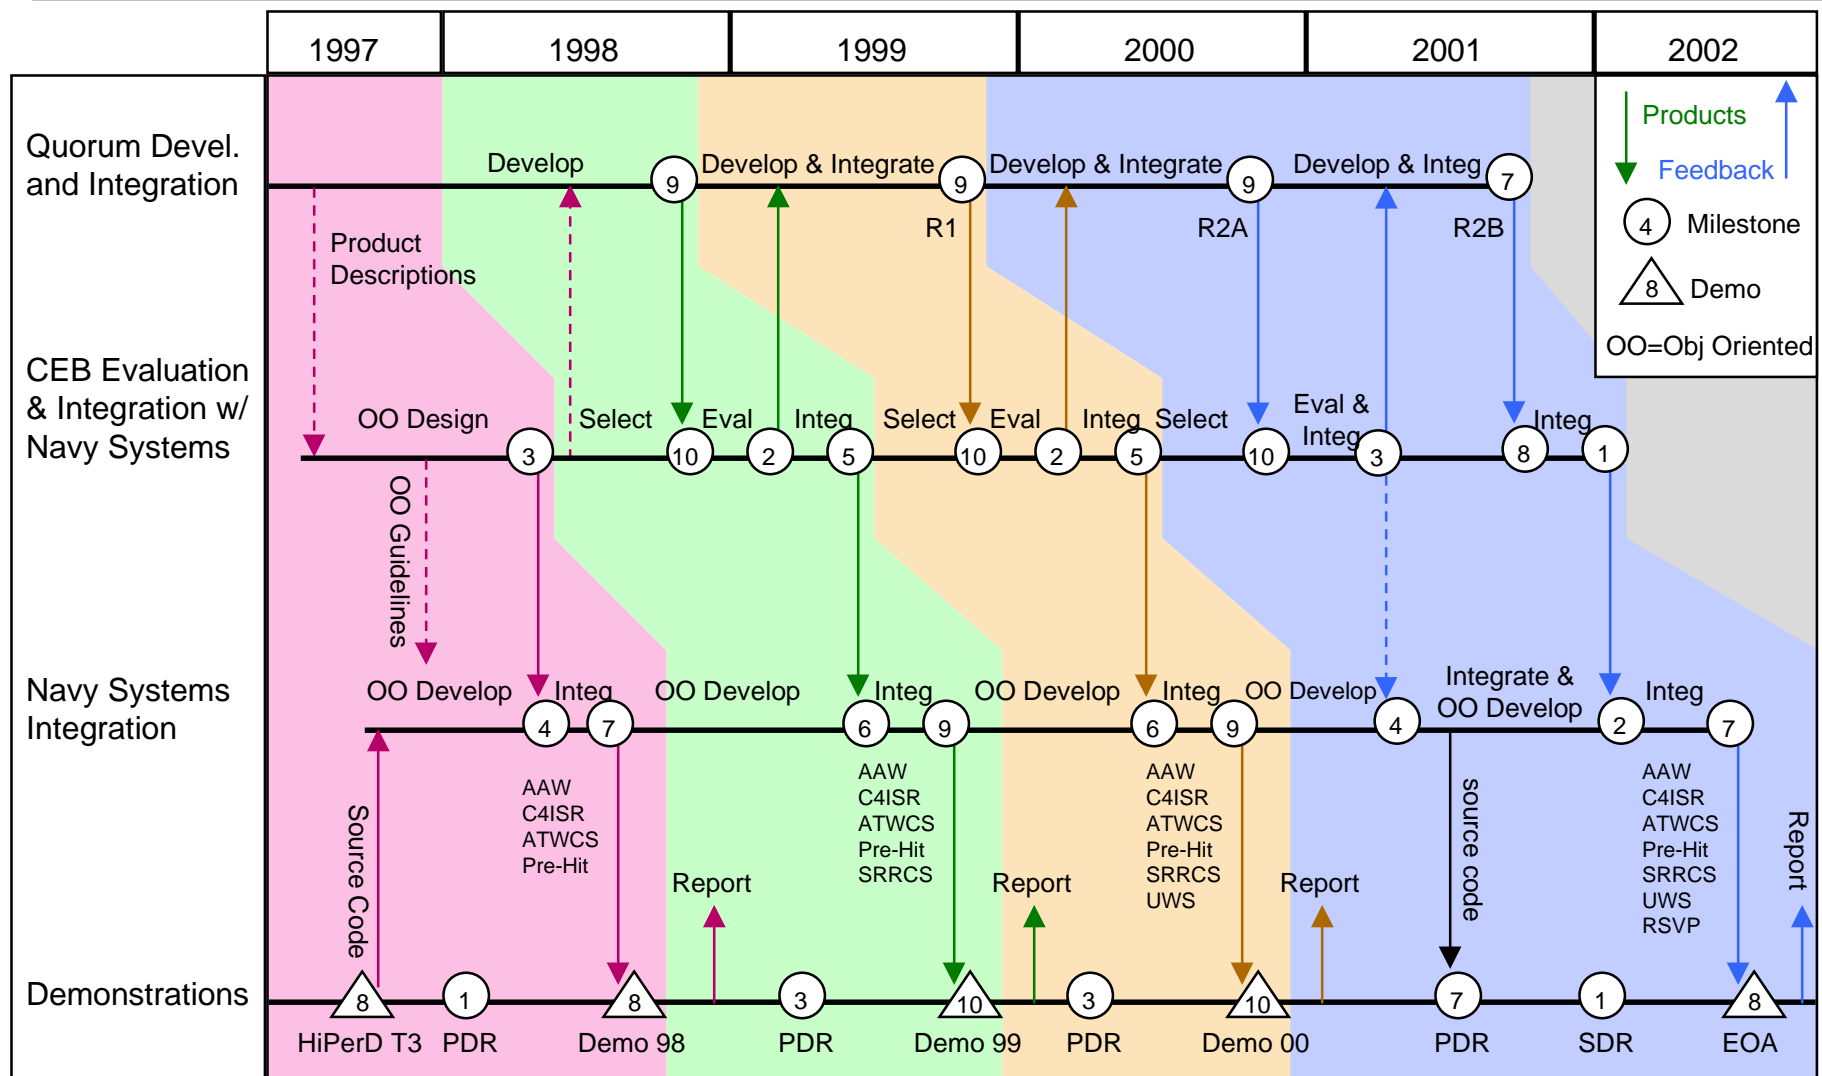 1997
1998
1999
2000
2001
2002
Quorum Devel.
and Integration
Develop
9
Develop & Integrate
9
Develop & Integrate
9
Develop & Integ
7
Products
Feedback
4
Milestone
8
Demo
OO=Obj Oriented
R1
R2A
R2B
Product
Descriptions
CEB Evaluation
& Integration w/
Navy Systems
OO Design
3
Select
10
Eval
2
Integ
5
Select
10
Eval
2
Integ
5
Select
10
Eval &
Integ
3
8
Integ
1
OO Guidelines
Navy Systems
Integration
OO Develop
4
Integ
7
OO Develop
6
Integ
9
OO Develop
6
Integ
9
OO Develop
4
Integrate &
OO Develop
2
Integ
7
Source Code
AAW
C4ISR
ATWCS
Pre-Hit
Report
AAW
C4ISR
ATWCS
Pre-Hit
SRRCS
Report
AAW
C4ISR
ATWCS
Pre-Hit
SRRCS
UWS
Report
source code
AAW
C4ISR
ATWCS
Pre-Hit
SRRCS
UWS
RSVP
Report
Demonstrations
8
1
8
3
10
3
10
7
1
8
HiPerD T3
PDR
Demo 98
PDR
Demo 99
PDR
Demo 00
PDR
SDR
EOA